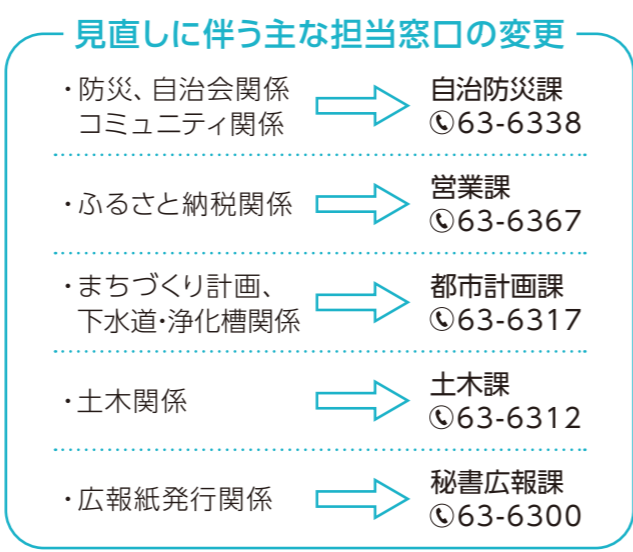 見直しに伴う主な担当窓口の変更
・防災、自治会関係
コミュニティ関係
自治防災課
63-6338
・ふるさと納税関係
営業課
63-6367
・まちづくり計画、
下水道・浄化槽関係
都市計画課
63-6317
・土木関係
土木課
63-6312
・広報紙発行関係
秘書広報課
63-6300